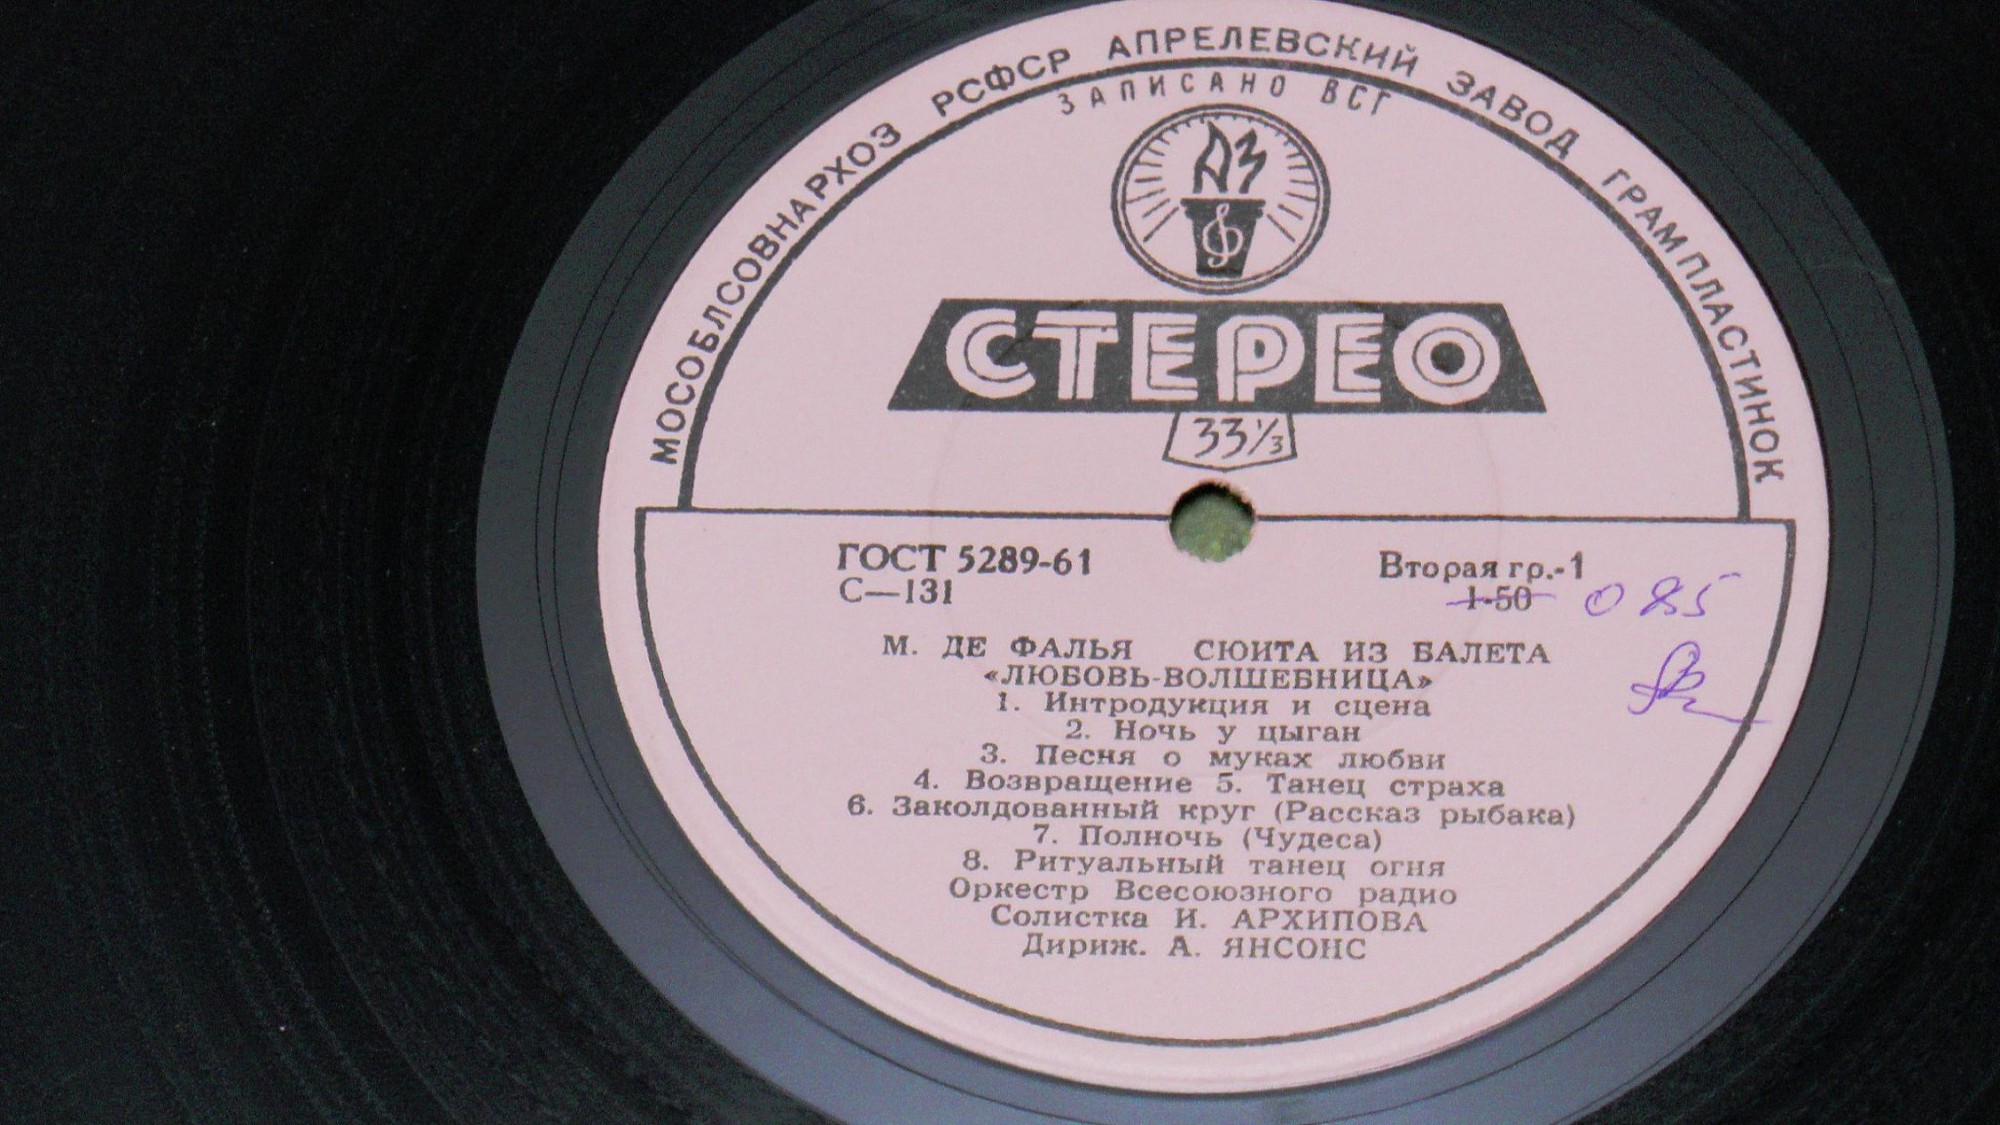 МОСОБЛСОВНАРХОЗ РСФСР АПРЕЛЕВСКИЙ ЗАВОД ГРАМПЛАСТИНОК
ЗАПИСАНО ВСГ
АЗ
СТЕРЕО
33⅓
ГОСТ 5289-61 Вторая гр.-1
С—131 1-50 0 85
М. ДЕ ФАЛЬЯ СЮИТА ИЗ БАЛЕТА
«ЛЮБОВЬ-ВОЛШЕБНИЦА»
1. Интродукция и сцена
2. Ночь у цыган
3. Песня о муках любви
4. Возвращение 5. Танец страха
6. Заколдованный круг (Рассказ рыбака)
7. Полночь (Чудеса)
8. Ритуальный танец огня
Оркестр Всесоюзного радио
Солистка И. АРХИПОВА
Дириж. А. ЯНСОНС